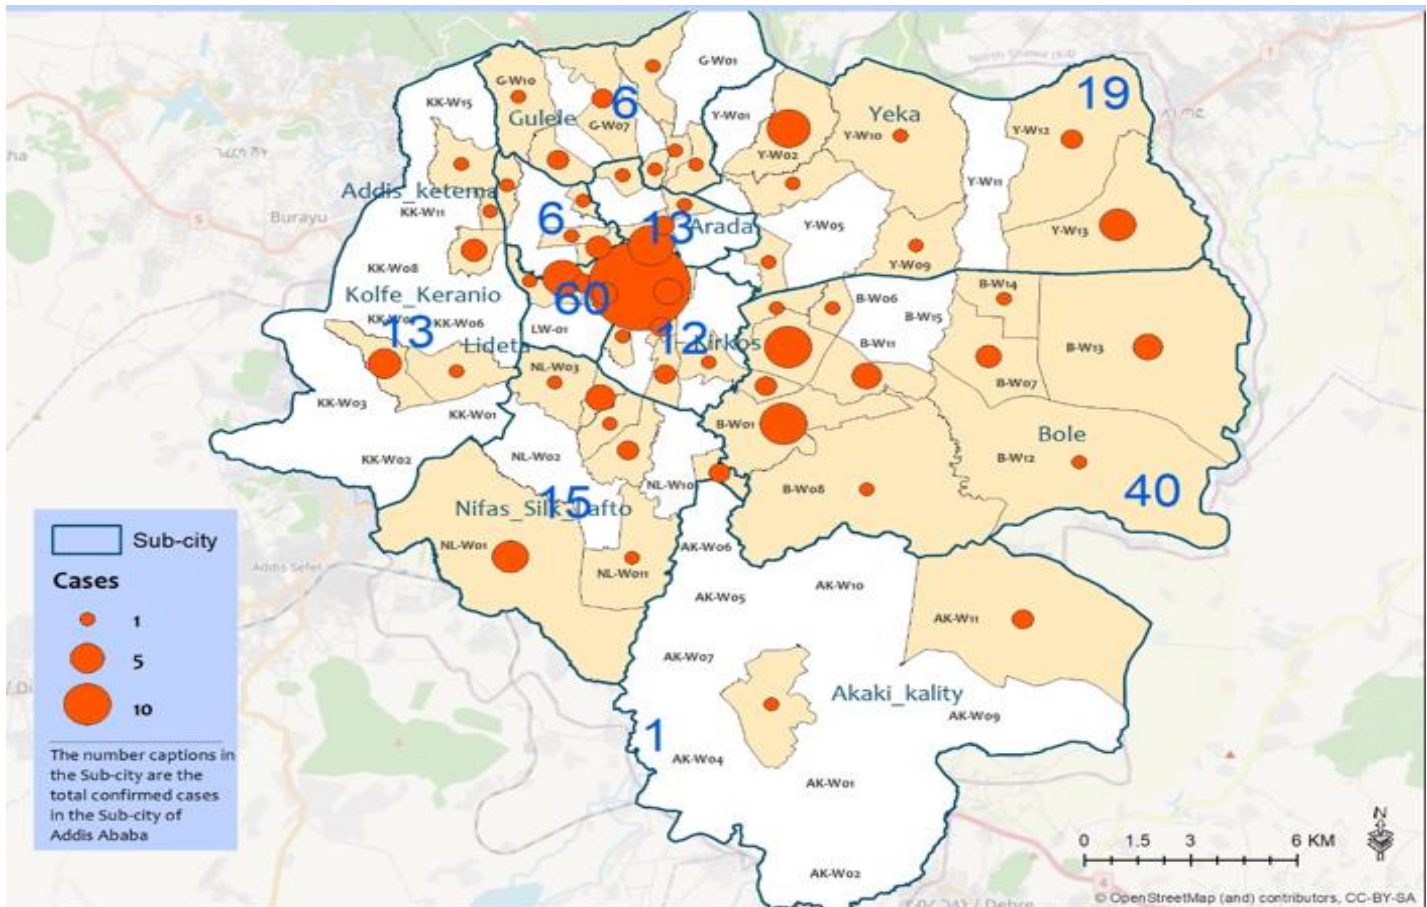 G-W01
G-W10
Gulele
6
G-W07
KK-W15
Y-W01
Y-W02
Yeka
Y-W10
19
Y-W12
Y-W11
Y-W13
Y-W05
Y-W09
Addis_ketema
KK-W11
Burayu
6
13
Arada
KK-W08
Kolfe_Keranio
KK-W06
13
60
LW-01
Lideta
12
Kirkos
B-W14
B-W06
B-W15
B-W11
B-W13
B-W07
NL-W03
KK-W03
KK-W01
KK-W02
NL-W02
NL-W10
B-W01
B-W08
Bole
B-W12
40
15
NL-W01
NL-W011
Addis Sefer
AK-W06
AK-W05
AK-W10
AK-W11
AK-W07
Akaki_kality
AK-W09
1
AK-W04
AK-W01
AK-W02
Sub-city
Cases
1
5
10
The number captions in
the Sub-city are the
total confirmed cases
in the Sub-city of
Addis Ababa
N
0 1.5 3 6 KM
© OpenStreetMap (and) contributors, CC-BY-SA